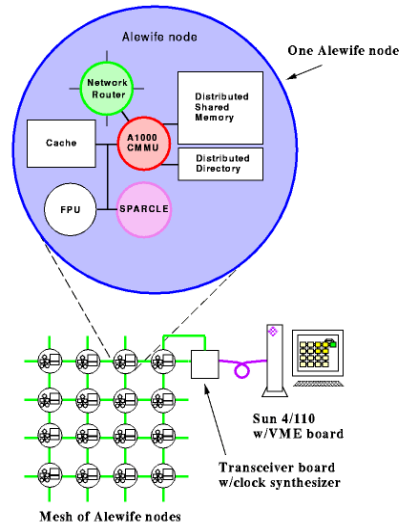 Alewife node
One Alewife node
Network
Router
Distributed
Shared
Memory
A1000
CMMU
Cache
Distributed
Directory
FPU
SPARCLE
Sun 4/110
w/VME board
Transceiver board
w/clock synthesizer
Mesh of Alewife nodes